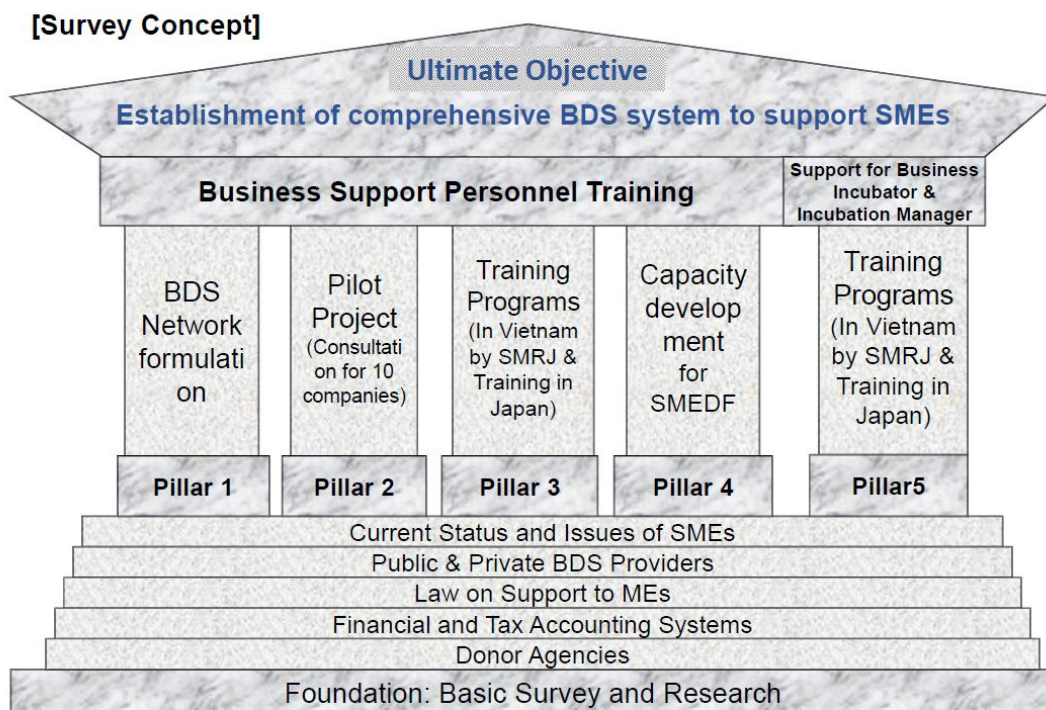 [Survey Concept]
Ultimate Objective
Establishment of comprehensive BDS system to support SMEs
Business Support Personnel Training
Support for Business
Incubator &
Incubation Manager
BDS
Network
formulati
on
Pilot
Project
(Consultati
on for 10
companies)
Training
Programs
(In Vietnam
by SMRJ &
Training in
Japan)
Capacity
develop
ment
for
SMEDF
Training
Programs
(In Vietnam
by SMRJ &
Training in
Japan)
Pillar 1
Pillar 2
Pillar 3
Pillar 4
Pillar5
Current Status and Issues of SMEs
Public & Private BDS Providers
Law on Support to MEs
Financial and Tax Accounting Systems
Donor Agencies
Foundation: Basic Survey and Research